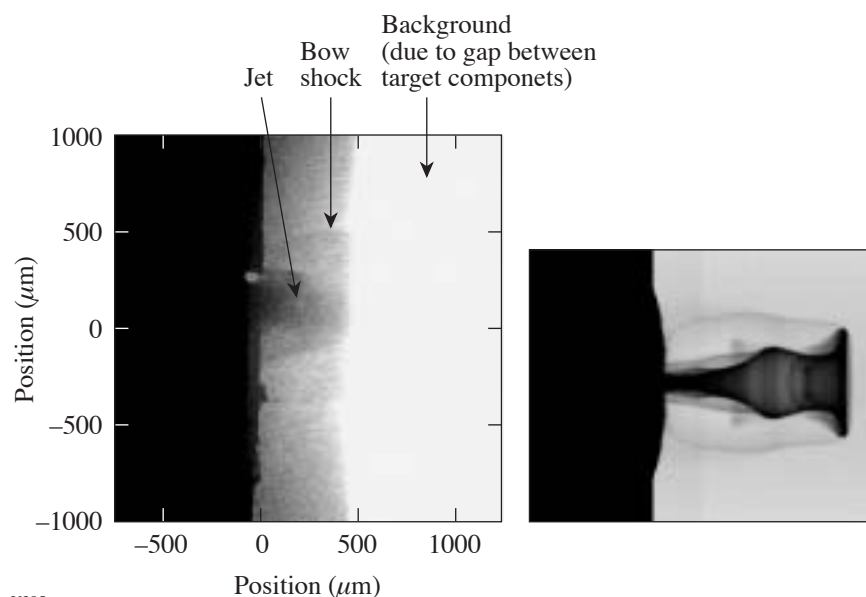 Background
(due to gap between
target componets)
Bow
shock
Jet
1000
500
0
–500
–1000
Position (μm)
–500
0
500
1000
Position (μm)